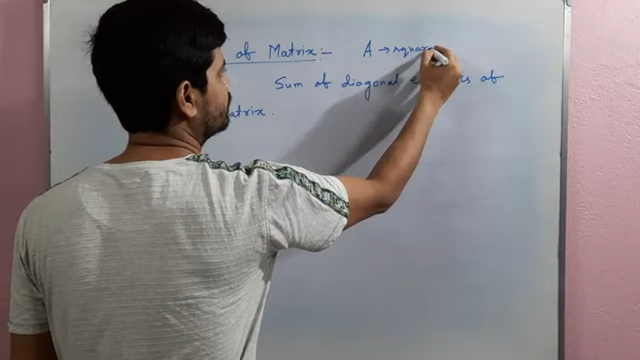 of Matrix:- A → square
Sum of diagonal of
atrix.